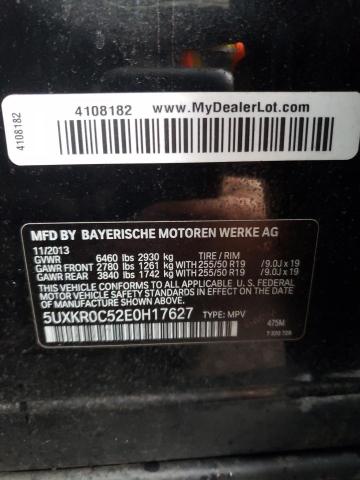 4108182
4108182 www.MyDealerLot.com
MFD BY BAYERISCHE MOTOREN WERKE AG
11/2013
GVWR 6460 lbs 2930 kg TIRE / RIM
GAWR FRONT 2780 lbs 1261 kg WITH 255/50 R19 /9.0J x 19
GAWR REAR 3840 lbs 1742 kg WITH 255/50 R19 /9.0J x 19
THIS VEHICLE CONFORMS TO ALL APPLICABLE U. S. FEDERAL
MOTOR VEHICLE SAFETY STANDARDS IN EFFECT ON
THE DATE OF MANUFACTURE SHOWN ABOVE.
5UXKR0C52E0H17627 TYPE: MPV
475M